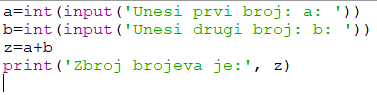 a=int(input('Unesi prvi broj: a: '))
b=int(input('Unesi drugi broj: b: '))
z=a+b
print('Zbroj brojeva je:', z)